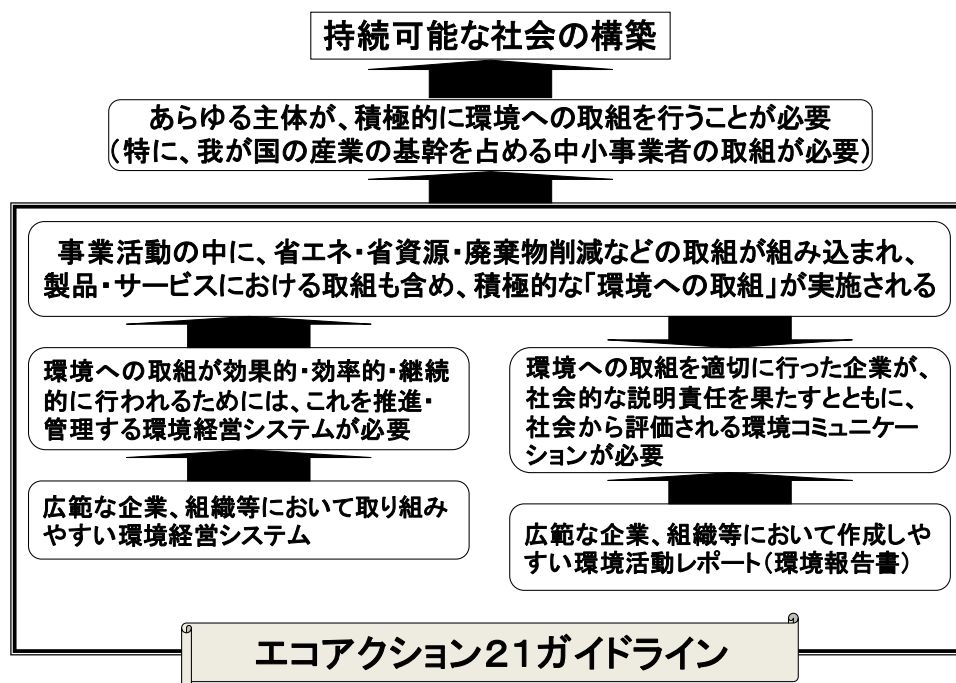 持続可能な社会の構築
あらゆる主体が、積極的に環境への取組を行うことが必要
(特に、我が国の産業の基幹を占める中小事業者の取組が必要)
事業活動の中に、省エネ・省資源・廃棄物削減などの取組が組み込まれ、
製品・サービスにおける取組も含め、積極的な「環境への取組」が実施される
環境への取組が効果的・効率的・継続
的に行われるためには、これを推進・
管理する環境経営システムが必要
広範な企業、組織等において取り組み
やすい環境経営システム
環境への取組を適切に行った企業が、
社会的な説明責任を果たすとともに、
社会から評価される環境コミュニケー
ションが必要
広範な企業、組織等において作成しや
すい環境活動レポート(環境報告書)
エコアクション21ガイドライン